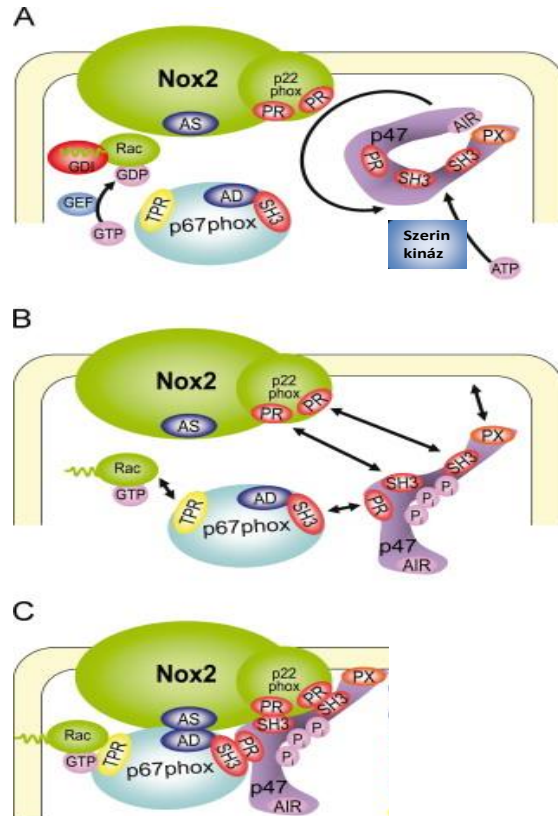 A
Nox2
p22
phox
PR
PR
AS
GDI
Rac
GDP
GEF
GTP
TPR
AD
SH3
p67phox
p47
AIR
PX
PR
SH3
SH3
Szerin
kináz
ATP
B
Nox2
p22
phox
PR
PR
AS
PX
Rac
GTP
TPR
AD
SH3
p67phox
SH3
SH3
PR
Pi
Pi
Pi
p47
AIR
C
Nox2
p22
phox
PX
PR
PR
SH3
SH3
AS
AD
Rac
GTP
TPR
SH3
PR
p67phox
Pi
Pi
Pi
p47
AIR